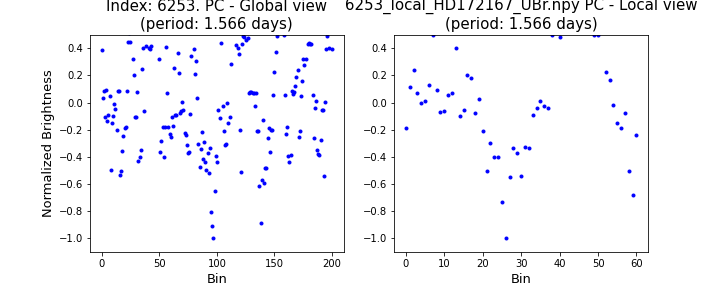 Index: 6253. PC - Global view
(period: 1.566 days)
6253_local_HD172167_UBr.npy PC - Local view
(period: 1.566 days)
Normalized Brightness
0.4
0.2
0.0
−0.2
−0.4
−0.6
−0.8
−1.0
0 50 100 150 200
Bin
0.4
0.2
0.0
−0.2
−0.4
−0.6
−0.8
−1.0
0 10 20 30 40 50 60
Bin